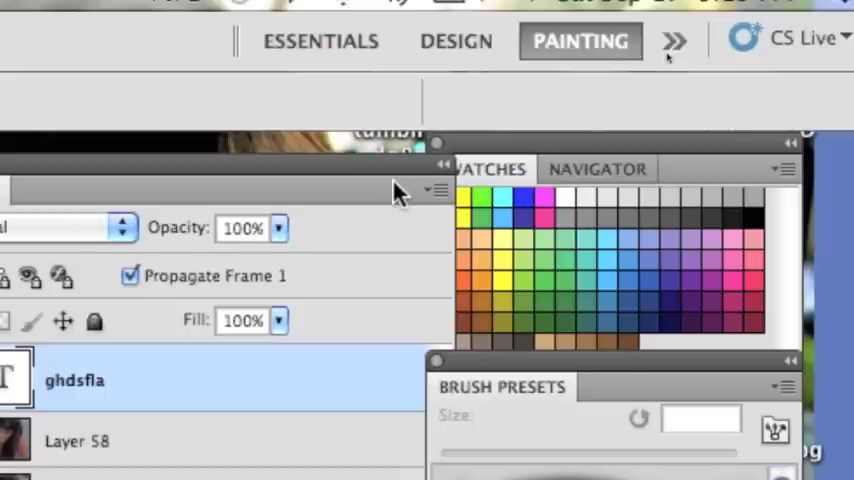 ESSENTIALS DESIGN PAINTING CS Live
WATCHES NAVIGATOR
Opacity: 100%
Propagate Frame 1
Fill: 100%
T ghdsfla
BRUSH PRESETS
Size:
Layer 58